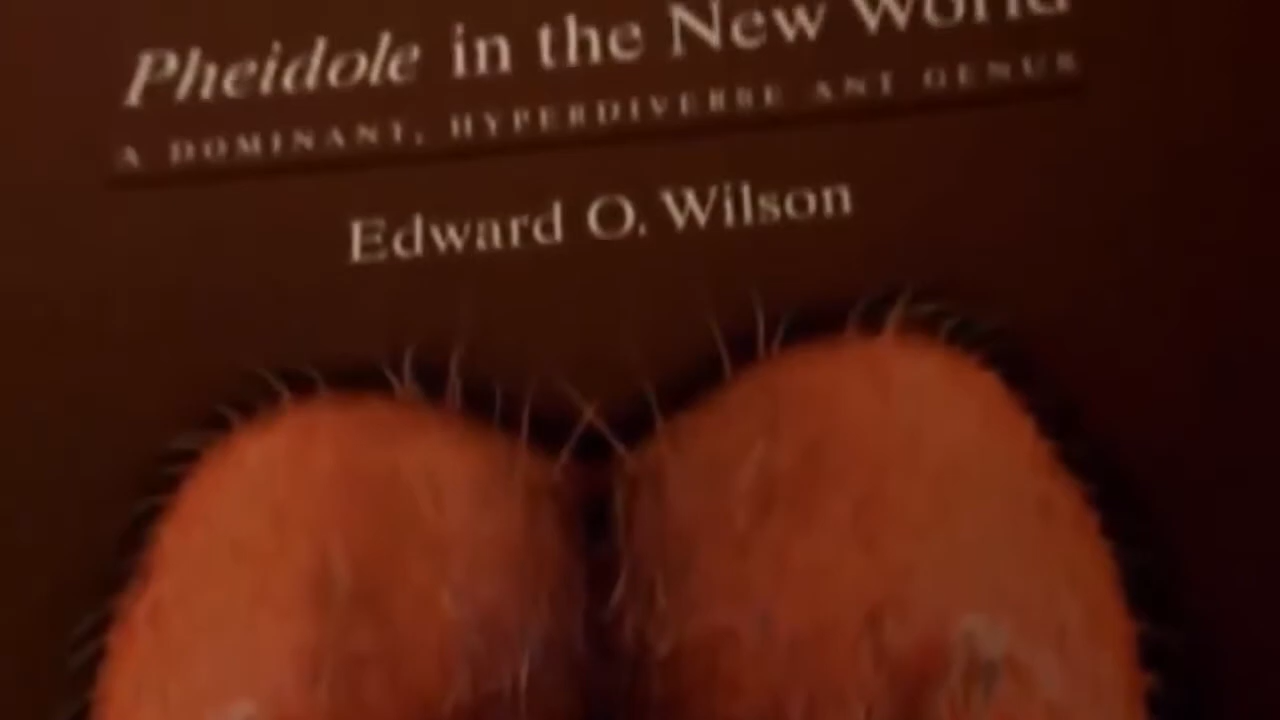 Pheidole in the New World
A DOMINANT, HYPERDIVERSE ANT GENUS
Edward O. Wilson